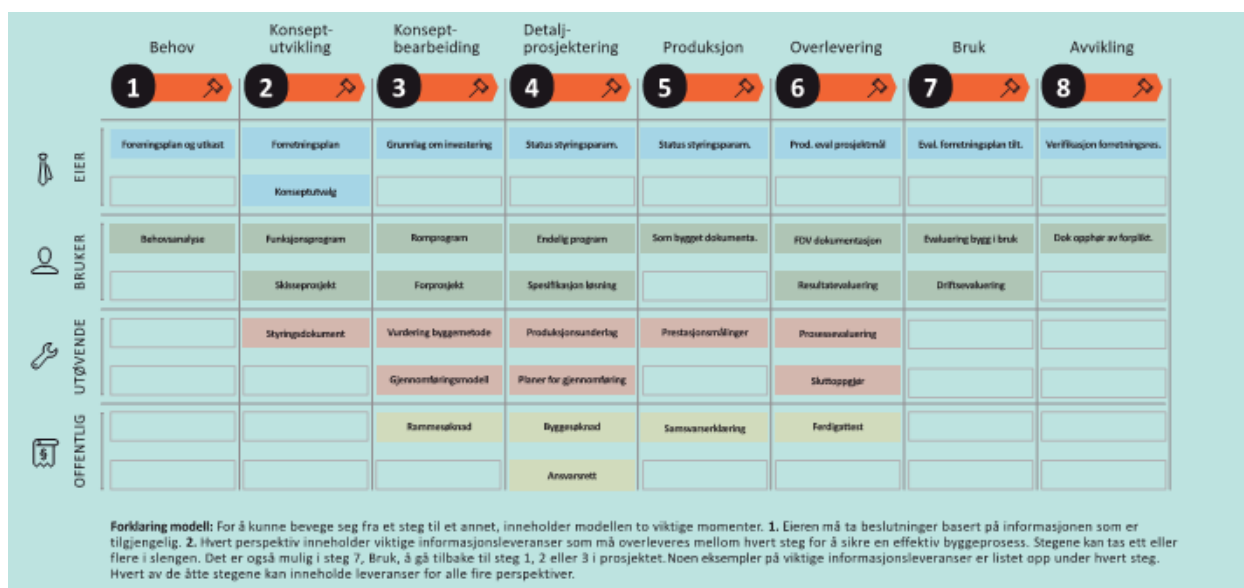 Behov
Konsept-
utvikling
Konsept-
bearbeiding
Detalj-
prosjektering
Produksjon
Overlevering
Bruk
Avvikling
1 2 3 4 5 6 7 8
EIER
Foreningsplan og utkast Forretningsplan Grunnlag om investering Status styringsparam. Status styringsparam. Prod. eval prosjektmål Eval. forretningsplan tilt. Verifikasjon forretningsres.
Konseptutvalg
BRUKER
Behovsanalyse Funksjonsprogram Romprogram Endelig program Som bygget dokumenta. FDV dokumentasjon Evaluering bygg i bruk Dok opphør av forplikt.
Skisseprosjekt Forprosjekt Spesifikasjon løsning Resultatevaluering Driftsevaluering
UTØVENDE
Styringsdokument Vurdering byggemetode Produksjonsunderlag Prestasjonsmålinger Prosessevaluering
Gjennomføringsmodell Planer for gjennomføring Sluttoppgjør
OFFENTLIG
§
Rammesøknad Byggesøknad Samsvarserklæring Ferdigattest
Ansvarsrett
Forklaring modell: For å kunne bevege seg fra et steg til et annet, inneholder modellen to viktige momenter. 1. Eieren må ta beslutninger basert på informasjonen som er
tilgjengelig. 2. Hvert perspektiv inneholder viktige informasjonsleveranser som må overleveres mellom hvert steg for å sikre en effektiv byggeprosess. Stegene kan tas ett eller
flere i slengen. Det er også mulig i steg 7, Bruk, å gå tilbake til steg 1, 2 eller 3 i prosjektet. Noen eksempler på viktige informasjonsleveranser er listet opp under hvert steg.
Hvert av de åtte stegene kan inneholde leveranser for alle fire perspektiver.